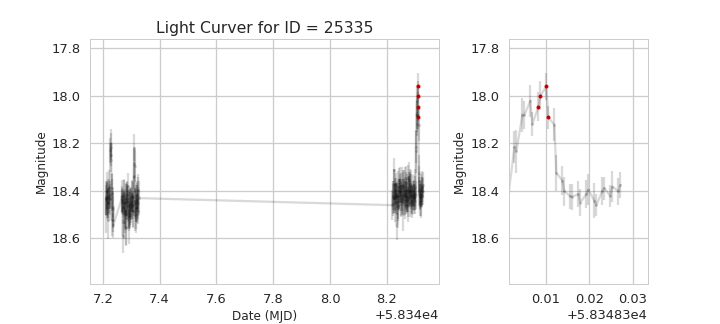 Light Curver for ID = 25335
17.8
18.0
18.2
18.4
18.6
Magnitude
7.2 7.4 7.6 7.8 8.0 8.2
Date (MJD)
+5.834e4
17.8
18.0
18.2
18.4
18.6
Magnitude
0.01 0.02 0.03
+5.83483e4